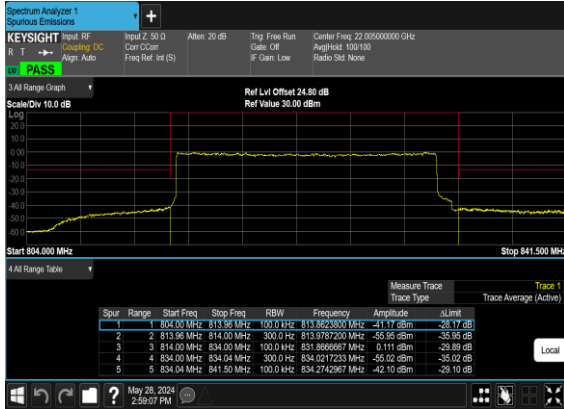 Spectrum Analyzer 1
Spurious Emissions
KEYSIGHT Input: RF Input Z: 50 Ω Atten: 20 dB Trig: Free Run Center Freq: 22.005000000 GHz
R T Coupling: DC Corr CCorr Gate: Off Avg|Hold: 100/100
Align: Auto Freq Ref: Int (S) IF Gain: Low Radio Std: None
PASS
3 All Range Graph
Ref Lvl Offset 24.80 dB
Scale/Div 10.0 dB Ref Value 30.00 dBm
Log
20.0
10.0
0.00
-10.0
-20.0
-30.0
-40.0
-50.0
-60.0
Start 804.000 MHz Stop 841.500 MHz
4 All Range Table
Measure Trace Trace 1
Trace Type Trace Average (Active)
Spur Range Start Freq Stop Freq RBW Frequency Amplitude ΔLimit
1 1 804.00 MHz 813.96 MHz 100.0 kHz 813.8623800 MHz -41.17 dBm -28.17 dB
2 2 813.96 MHz 814.00 MHz 300.0 Hz 813.9787200 MHz -55.95 dBm -35.95 dB
3 3 814.00 MHz 834.00 MHz 100.0 kHz 831.8666667 MHz 0.111 dBm -29.89 dB
4 4 834.00 MHz 834.04 MHz 300.0 Hz 834.0217233 MHz -55.02 dBm -35.02 dB
5 5 834.04 MHz 841.50 MHz 100.0 kHz 834.2742967 MHz -42.10 dBm -29.10 dB
Local
May 28, 2024
2:59:07 PM